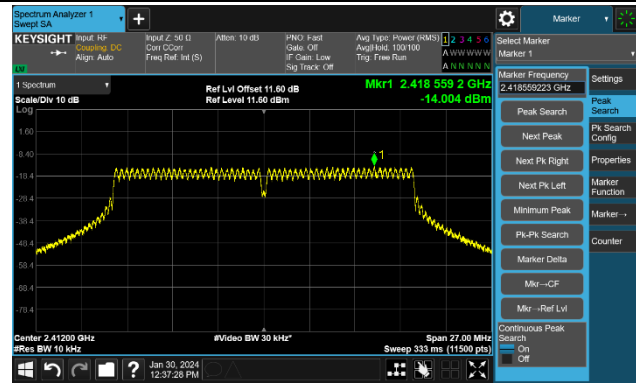 Spectrum Analyzer 1
Swept SA
Marker
KEYSIGHT
Input: RF
Coupling: DC
Align: Auto
Input Z: 50 Ω
Corr CCorr
Freq Ref: Int (S)
Atten: 10 dB
PNO: Fast
Gate: Off
IF Gain: Low
Sig Track: Off
Avg Type: Power (RMS)
Avg|Hold: 100/100
Trig: Free Run
1 2 3 4 5 6
A W W W W W
A N N N N N
Select Marker
Marker 1
1 Spectrum
Scale/Div 10 dB
Log
Ref Lvl Offset 11.60 dB
Ref Level 11.60 dBm
Mkr1 2.418 559 2 GHz
-14.004 dBm
1.60
-8.40
-18.4
-28.4
-38.4
-48.4
-58.4
-68.4
-78.4
1
Center 2.41200 GHz
#Res BW 10 kHz
#Video BW 30 kHz*
Span 27.00 MHz
Sweep 333 ms (11500 pts)
Marker Frequency
2.418559223 GHz
Peak Search
Next Peak
Next Pk Right
Next Pk Left
Minimum Peak
Pk-Pk Search
Marker Delta
Mkr→CF
Mkr→Ref Lvl
Continuous Peak
Search
On
Off
Settings
Peak
Search
Pk Search
Config
Properties
Marker
Function
Marker→
Counter
Jan 30, 2024
12:37:28 PM